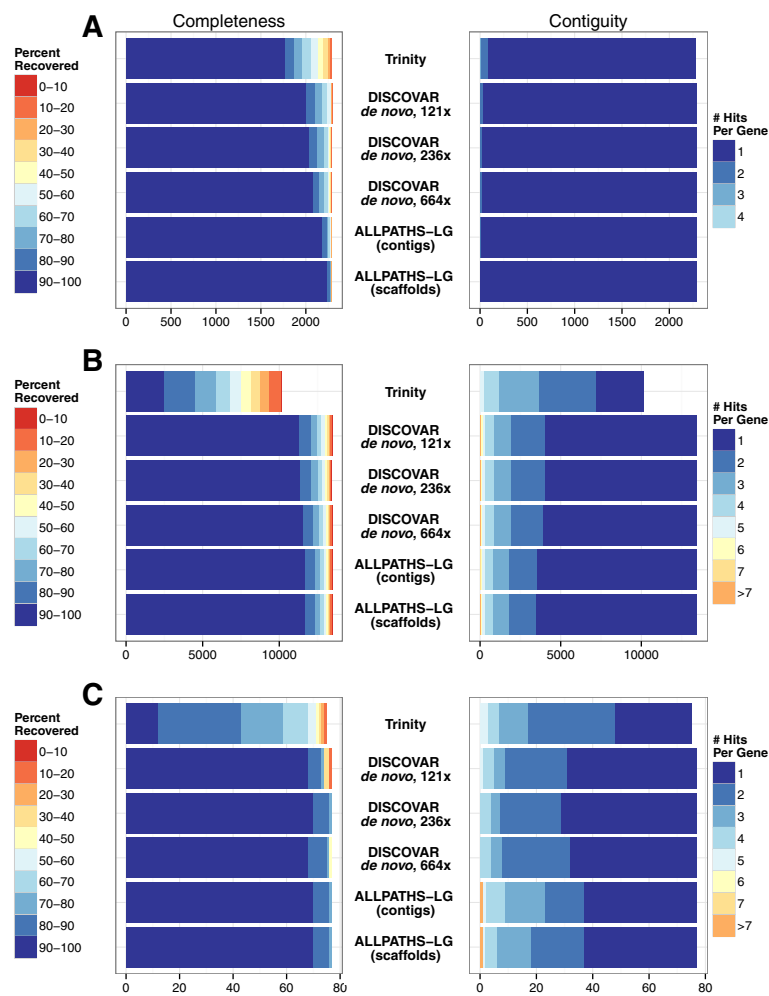 A
Completeness
Contiguity
Percent
Recovered
0–10
10–20
20–30
30–40
40–50
50–60
60–70
70–80
80–90
90–100
Trinity
DISCOVAR
de novo, 121x
DISCOVAR
de novo, 236x
DISCOVAR
de novo, 664x
ALLPATHS–LG
(contigs)
ALLPATHS–LG
(scaffolds)
# Hits
Per Gene
1
2
3
4
0 500 1000 1500 2000
0 500 1000 1500 2000
B
Percent
Recovered
0–10
10–20
20–30
30–40
40–50
50–60
60–70
70–80
80–90
90–100
Trinity
DISCOVAR
de novo, 121x
DISCOVAR
de novo, 236x
DISCOVAR
de novo, 664x
ALLPATHS–LG
(contigs)
ALLPATHS–LG
(scaffolds)
# Hits
Per Gene
1
2
3
4
5
6
7
>7
0 5000 10000
0 5000 10000
C
Percent
Recovered
0–10
10–20
20–30
30–40
40–50
50–60
60–70
70–80
80–90
90–100
Trinity
DISCOVAR
de novo, 121x
DISCOVAR
de novo, 236x
DISCOVAR
de novo, 664x
ALLPATHS–LG
(contigs)
ALLPATHS–LG
(scaffolds)
# Hits
Per Gene
1
2
3
4
5
6
7
>7
0 20 40 60 80
0 20 40 60 80